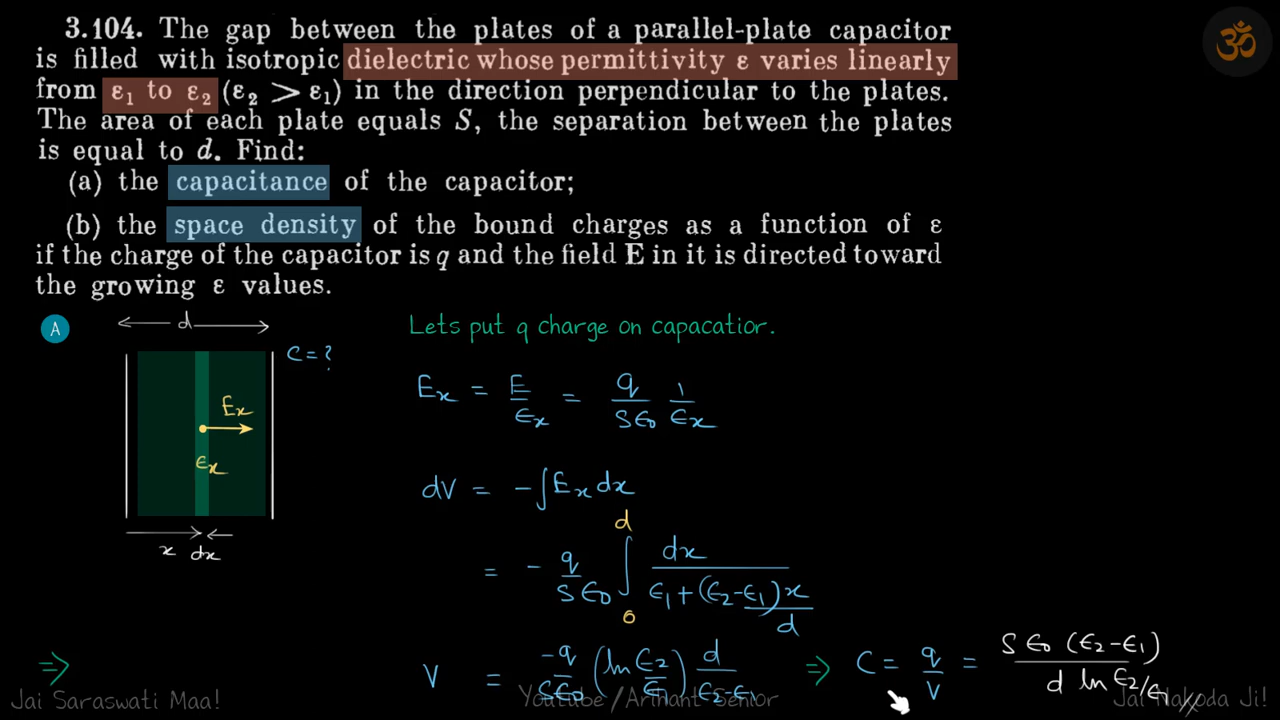 3.104. The gap between the plates of a parallel-plate capacitor
is filled with isotropic dielectric whose permittivity ε varies linearly
from ε₁ to ε₂ (ε₂ > ε₁) in the direction perpendicular to the plates.
The area of each plate equals S, the separation between the plates
is equal to d. Find:
(a) the capacitance of the capacitor;
(b) the space density of the bound charges as a function of ε
if the charge of the capacitor is q and the field E in it is directed toward
the growing ε values.
A
d
C = ?
Eₓ
εₓ
x dx
Lets put q charge on capacatior.
Eₓ = E/εₓ = q/Sε₀ 1/εₓ
dV = -∫Eₓ dx
= - q/Sε₀ ∫₀ᵈ dx/(ε₁+(ε₂-ε₁)x/d)
V = -q/Sε₀ (ln ε₂/ε₁) d/(ε₂-ε₁) ⇒ C = q/V = Sε₀ (ε₂-ε₁)/(d ln ε₂/ε₁) //
⇒
Jai Saraswati Maa! Youtube/Arihant Senior Jai Nakoda Ji!
ॐ